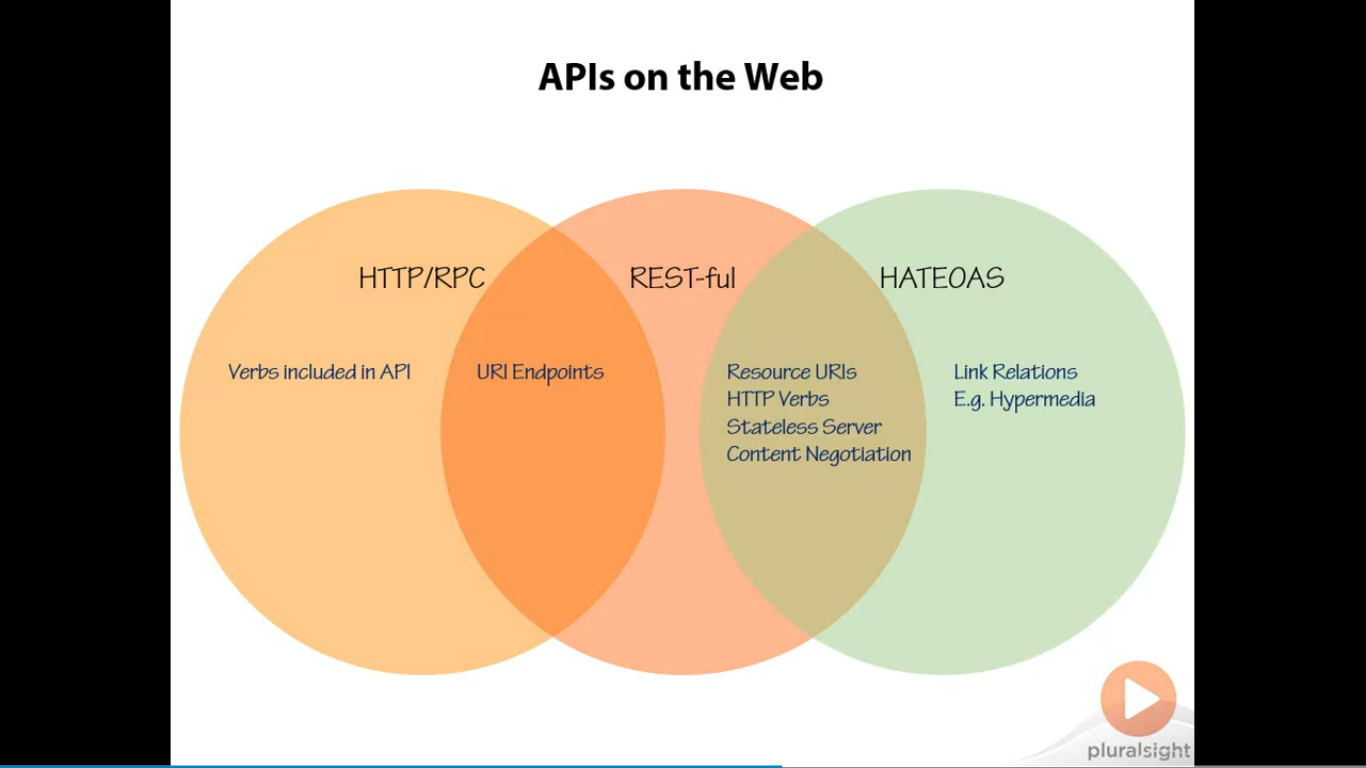 APIs on the Web
HTTP/RPC
REST-ful
HATEOAS
Verbs included in API
URI Endpoints
Resource URIs
HTTP Verbs
Stateless Server
Content Negotiation
Link Relations
E.g. Hypermedia
pluralsight